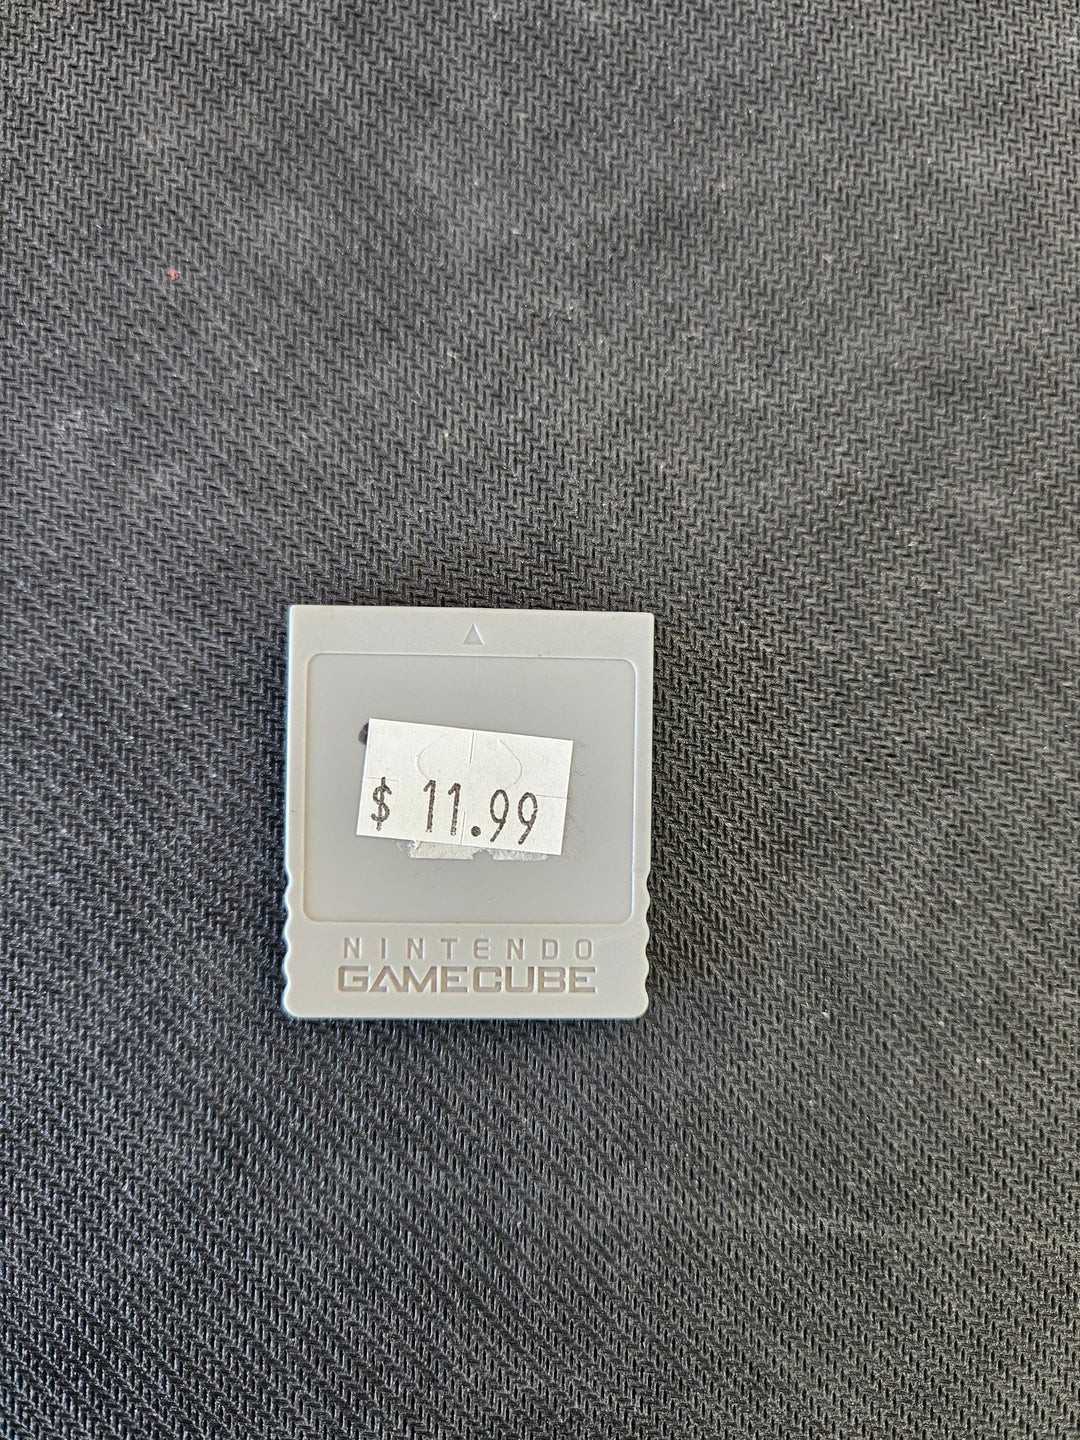 $ 11.99
NINTENDO
GAMECUBE